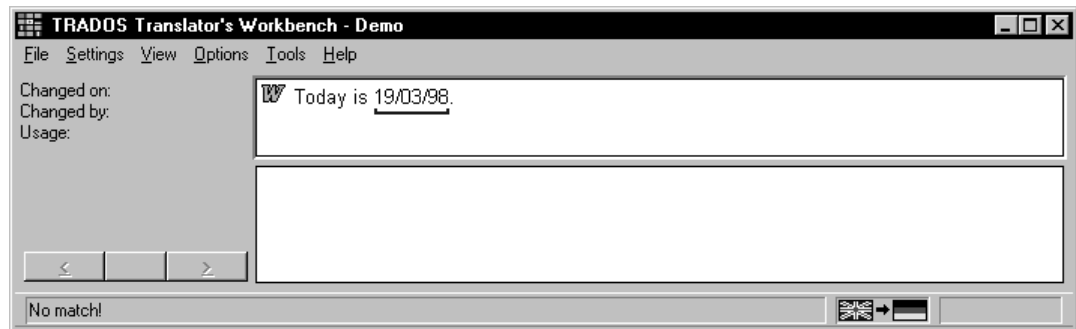 TRADOS Translator's Workbench - Demo
File Settings View Options Tools Help
Changed on:
Changed by:
Usage:
W Today is 19/03/98.
< >
No match!